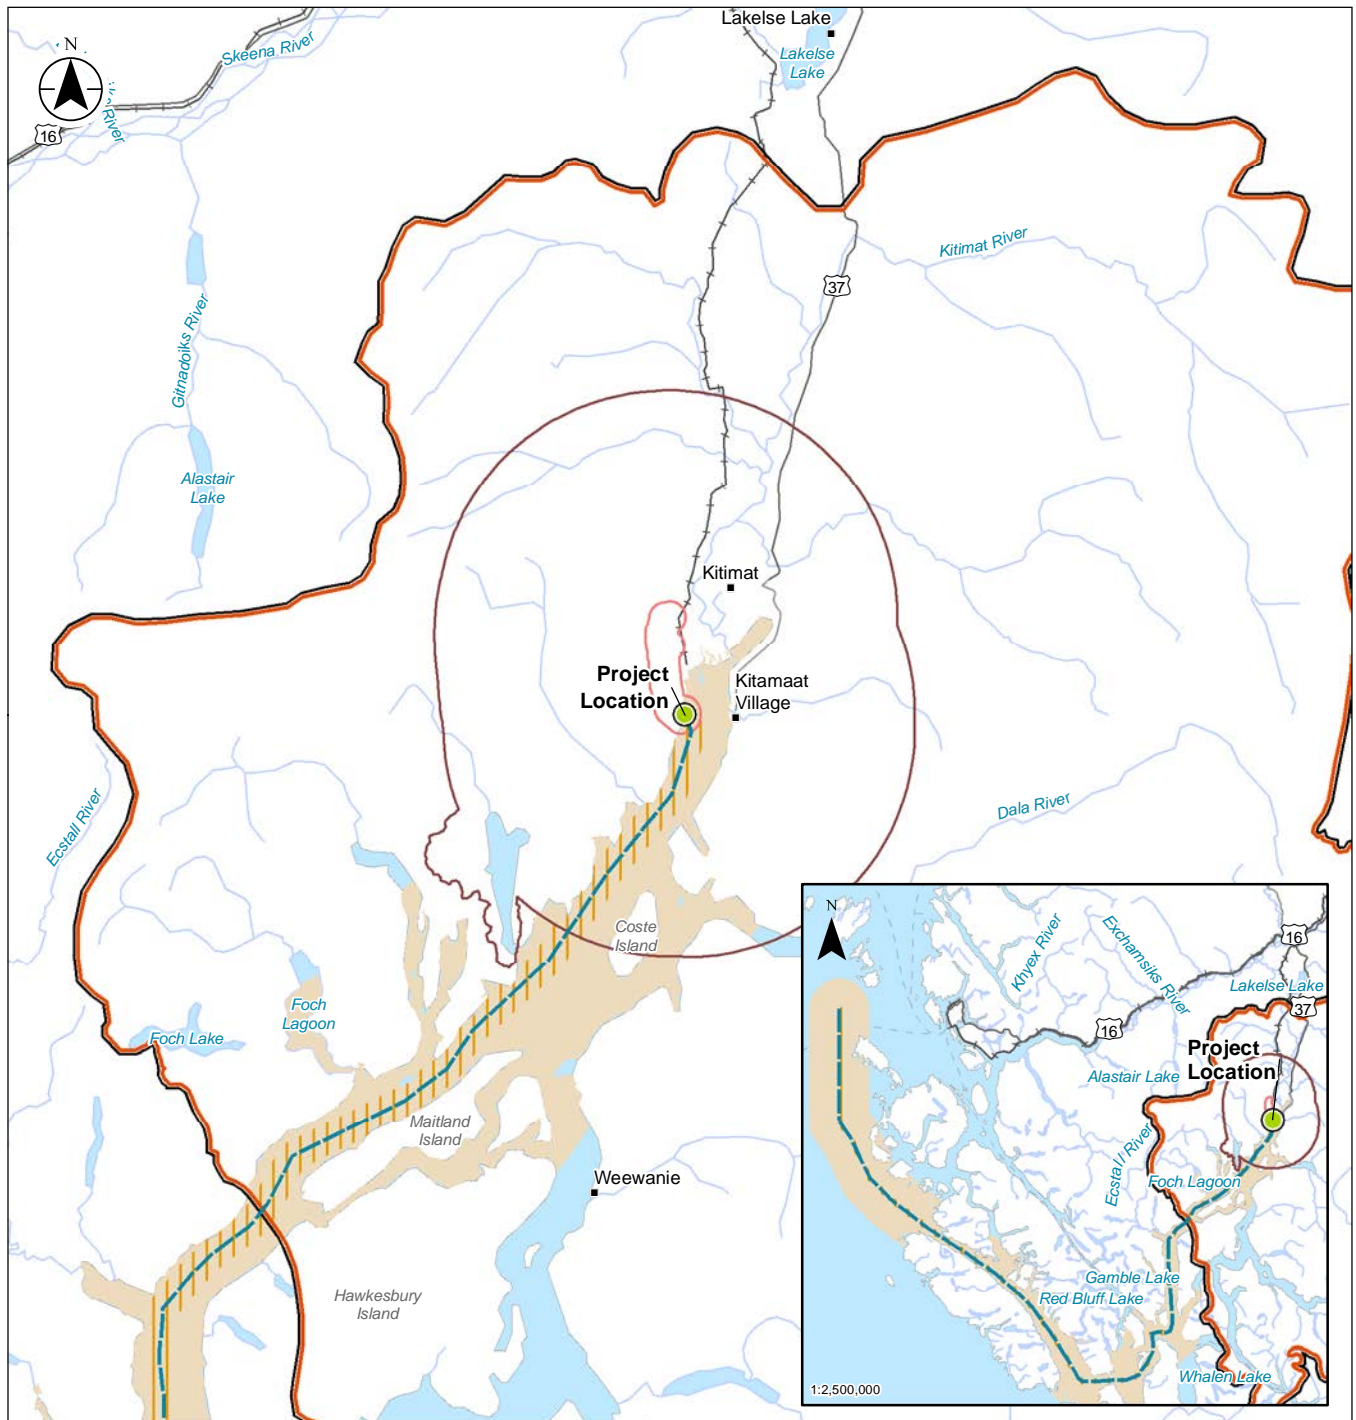 Lakelse Lake
Lakelse
Lake
Skeena River
N
River
16
37
Kitimat River
Gitnadoiks River
Alastair
Lake
Kitimat
Project
Location
Kitamaat
Village
Ecstall River
Dala River
Coste
Island
Foch
Lagoon
Foch Lake
Maitland
Island
Weewanie
Hawkesbury
Island
N
Khyex River
Exchamsiks River
16
Lakelse Lake
37
16
Project
Location
Alastair Lake
Ecstall River
Foch Lagoon
Gamble Lake
Red Bluff Lake
Whalen Lake
1:2,500,000